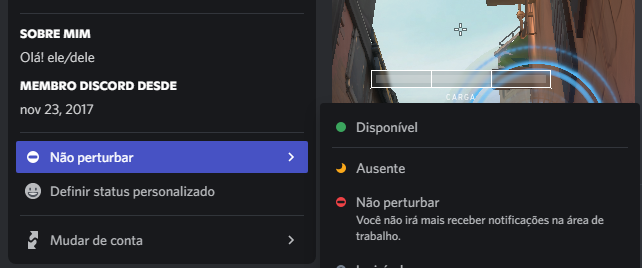 SOBRE MIM
Olá! ele/dele
MEMBRO DISCORD DESDE
nov 23, 2017
Não perturbar
Definir status personalizado
Mudar de conta
CARGA
Disponível
Ausente
Não perturbar
Você não irá mais receber notificações na área de
trabalho.